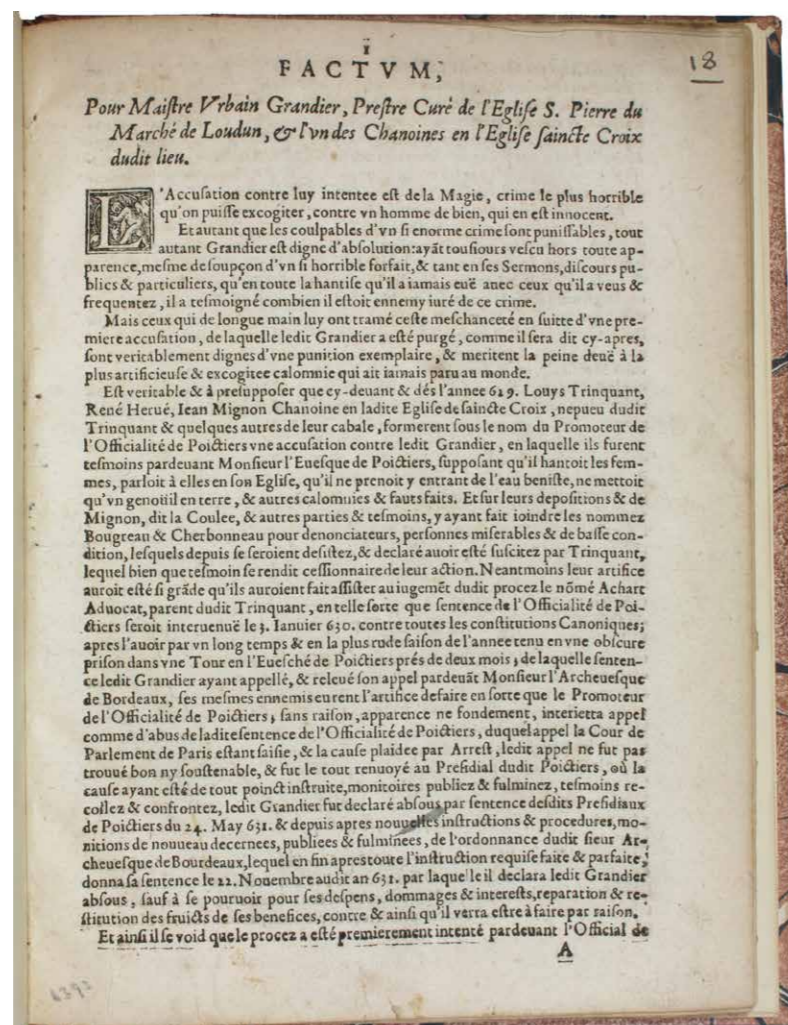 1
18
FACTVM,
Pour Maiſtre Vrbain Grandier, Preſtre Curé de l'Egliſe S. Pierre du
Marché de Loudun, & l'vn des Chanoines en l'Egliſe ſaincte Croix
dudit lieu.
L'Accuſation contre luy intentee eſt de la Magie, crime le plus horrible
qu'on puiſſe excogiter, contre vn homme de bien, qui en eſt innocent.
Et autant que les coulpables d'vn ſi enorme crime ſont puniſſables, tout
autant Grandier eſt digne d'abſolution: ayāt touſiours veſcu hors toute ap-
parence, meſme de ſoupçon d'vn ſi horrible forfait, & tant en ſes Sermons, diſcours pu-
blics & particuliers, qu'en toute la hantiſe qu'il a iamais euë auec ceux qu'il a veus &
frequentez, il a teſmoigné combien il eſtoit ennemy iuré de ce crime.
Mais ceux qui de longue main luy ont tramé ceſte meſchanceté en ſuitte d'vne pre-
miere accuſation, de laquelle ledit Grandier a eſté purgé, comme il ſera dit cy-apres,
ſont veritablement dignes d'vne punition exemplaire, & meritent la peine deuë à la
plus artificieuſe & excogitee calomnie qui ait iamais paru au monde.
Eſt veritable & à preſuppoſer que cy-deuant & dés l'annee 629. Louys Trinquant,
René Herué, Iean Mignon Chanoine en ladite Egliſe de ſaincte Croix, nepueu dudit
Trinquant & quelques autres de leur cabale, formerent ſous le nom du Promoteur de
l'Officialité de Poictiers vne accuſation contre ledit Grandier, en laquelle ils furent
teſmoins pardeuant Monſieur l'Eueſque de Poictiers, ſuppoſant qu'il hantoit les fem-
mes, parloit à elles en ſon Egliſe, qu'il ne prenoit y entrant de l'eau beniſte, ne mettoit
qu'vn genoüil en terre, & autres calomnies & fauts faits. Et ſur leurs depoſitions & de
Mignon, dit la Coulee, & autres parties & teſmoins, y ayant fait ioindre les nommez
Bougreau & Cherbonneau pour denonciateurs, perſonnes miſerables & de baſſe con-
dition, leſquels depuis ſe ſeroient deſiſtez, & declaré auoir eſté ſuſcitez par Trinquant,
lequel bien que teſmoin ſe rendit ceſſionnaire de leur action. Neantmoins leur artifice
auroit eſté ſi grāde qu'ils auroient fait aſſiſter au iugemēt dudit procez le nōmé Achart
Aduocat, parent dudit Trinquant, en telle ſorte que ſentence de l'Officialité de Poi-
ctiers ſeroit interuenuë le 3. Ianuier 630. contre toutes les conſtitutions Canoniques;
apres l'auoir par vn long temps & en la plus rude ſaiſon de l'annee tenu en vne obſcure
priſon dans vne Tour en l'Eueſché de Poictiers prés de deux mois, de laquelle ſenten-
ce ledit Grandier ayant appellé, & releué ſon appel pardeuāt Monſieur l'Archeueſque
de Bordeaux, ſes meſmes ennemis eurent l'artifice de faire en ſorte que le Promoteur
de l'Officialité de Poictiers, ſans raiſon, apparence ne fondement, interietta appel
comme d'abus de ladite ſentence de l'Officialité de Poictiers, duquel appel la Cour de
Parlement de Paris eſtant ſaiſie, & la cauſe plaidee par Arreſt, ledit appel ne fut pas
trouué bon ny ſouſtenable, & fut le tout renuoyé au Preſidial dudit Poictiers, où la
cauſe ayant eſté de tout poinct inſtruite, monitoires publiez & fulminez, teſmoins re-
collez & confrontez, ledit Grandier fut declaré abſous par ſentence deſdits Preſidiaux
de Poictiers du 24. May 631. & depuis apres nouuelles inſtructions & procedures, mo-
nitions de nouueau decernees, publiees & fulminees, de l'ordonnance dudit ſieur Ar-
cheueſque de Bourdeaux, lequel en fin apres toute l'inſtruction requiſe faite & parfaite,
donna ſa ſentence le 22. Nouembre audit an 631. par laquelle il declara ledit Grandier
abſous, ſauf à ſe pouruoir pour ſes deſpens, dommages & intereſts, reparation & re-
ſtitution des fruicts de ſes benefices, contre & ainſi qu'il verra eſtre à faire par raiſon.
Et ainſi il ſe void que le procez a eſté premierement intenté pardeuant l'Official de
A